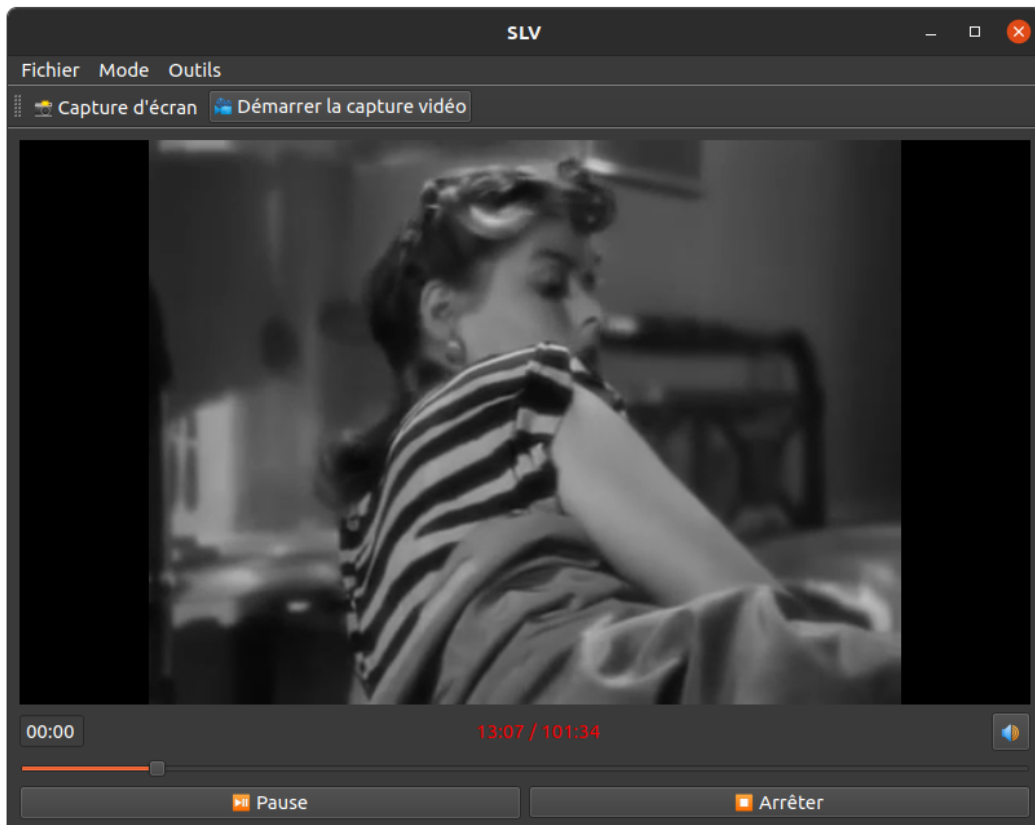 SLV
Fichier Mode Outils
Capture d'écran Démarrer la capture vidéo
00:00 13:07 / 101:34
Pause Arrêter